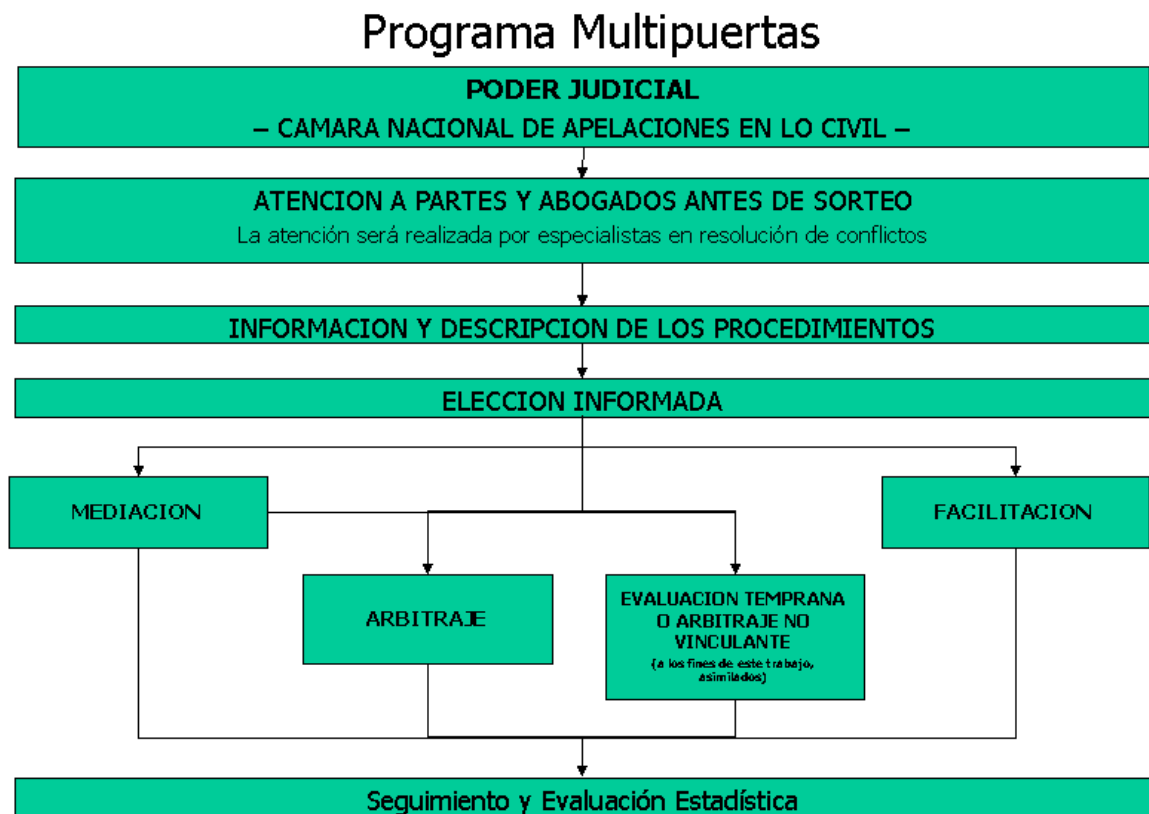 Programa Multipuertas
PODER JUDICIAL
– CAMARA NACIONAL DE APELACIONES EN LO CIVIL –
ATENCION A PARTES Y ABOGADOS ANTES DE SORTEO
La atención será realizada por especialistas en resolución de conflictos
INFORMACION Y DESCRIPCION DE LOS PROCEDIMIENTOS
ELECCION INFORMADA
MEDIACION
FACILITACION
ARBITRAJE
EVALUACION TEMPRANA
O ARBITRAJE NO
VINCULANTE
(a los fines de este trabajo,
asimilados)
Seguimiento y Evaluación Estadística